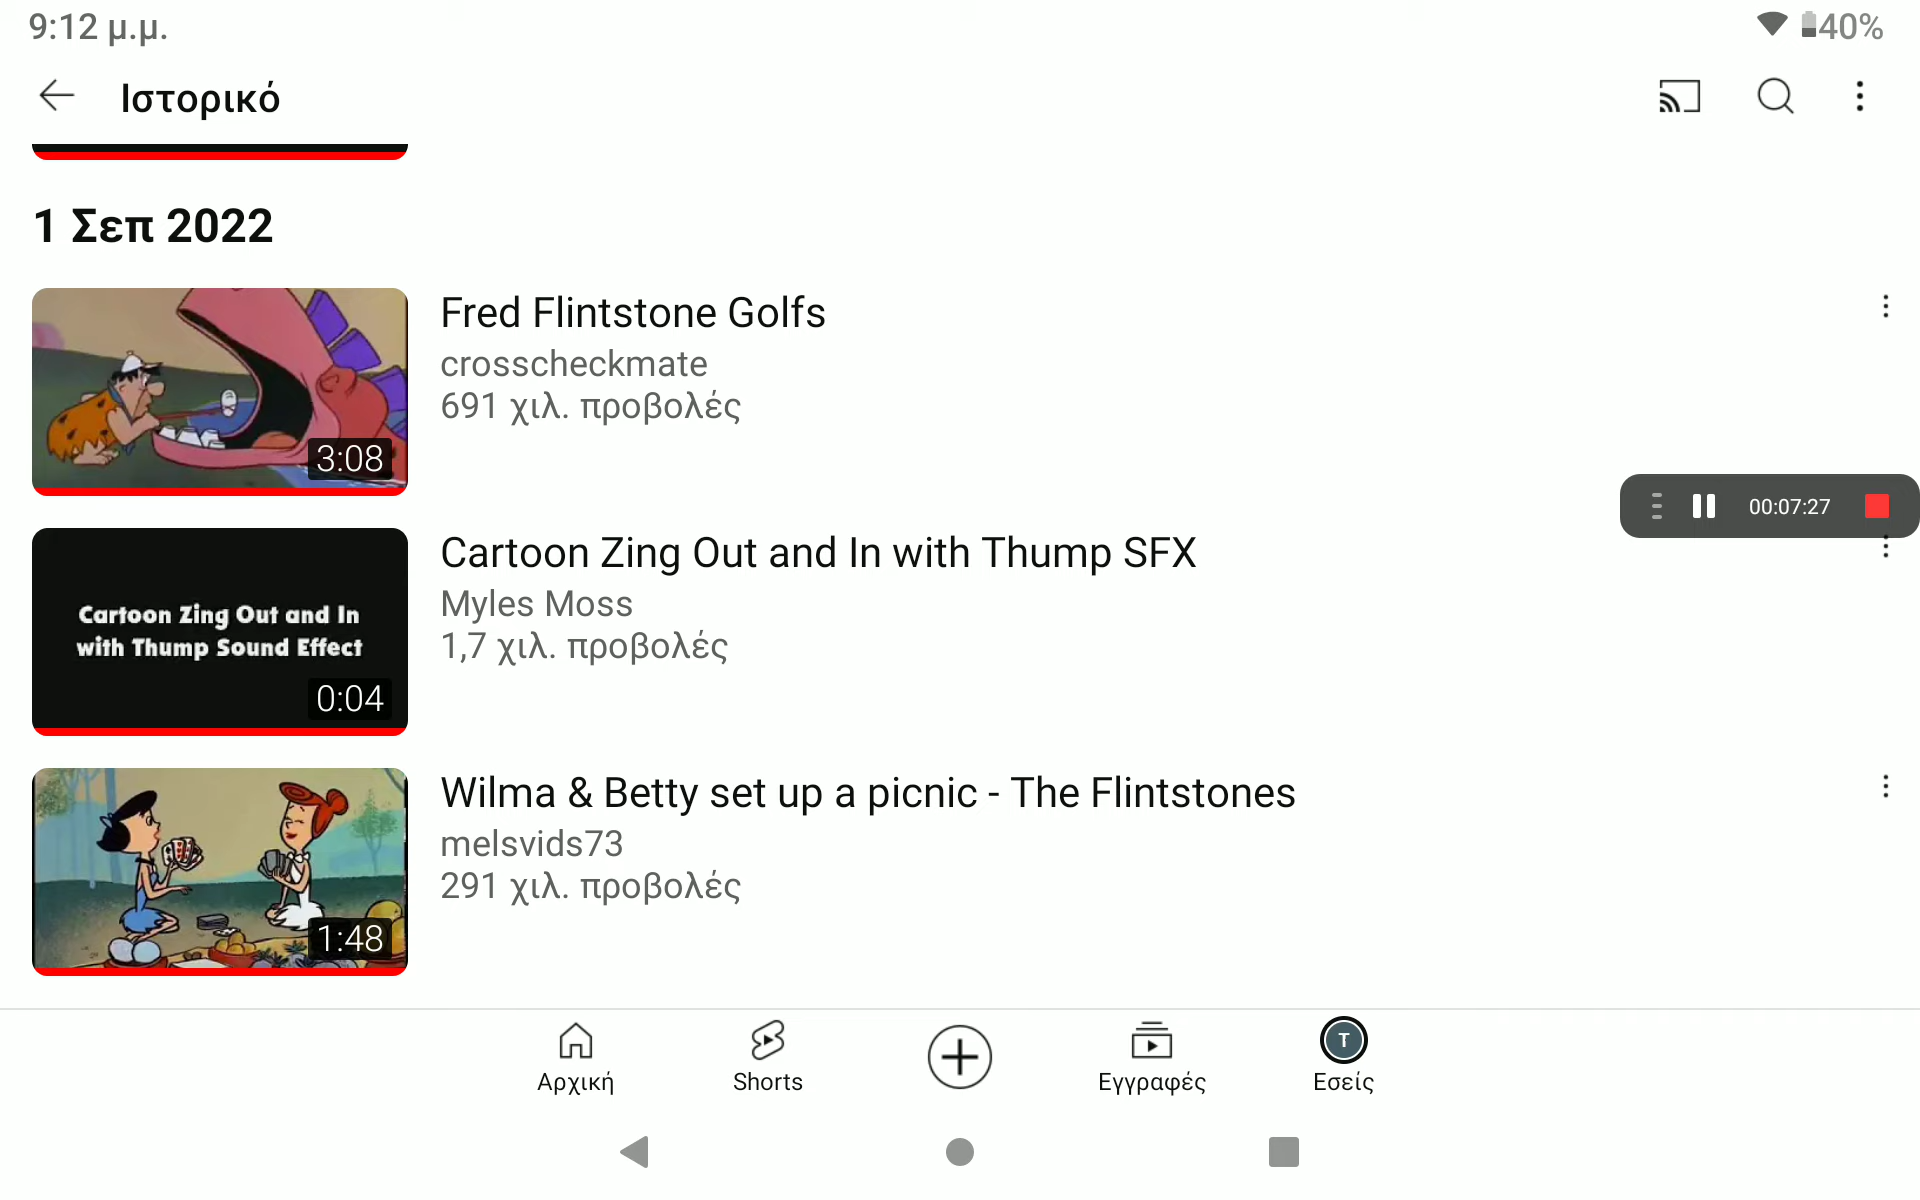 9:12 μ.μ.
40%
Ιστορικό
1 Σεπ 2022
Fred Flintstone Golfs
crosscheckmate
691 χιλ. προβολές
3:08
00:07:27
Cartoon Zing Out and In with Thump SFX
Myles Moss
1,7 χιλ. προβολές
Cartoon Zing Out and In
with Thump Sound Effect
0:04
Wilma & Betty set up a picnic - The Flintstones
melsvids73
291 χιλ. προβολές
1:48
Αρχική
Shorts
Εγγραφές
T
Εσείς